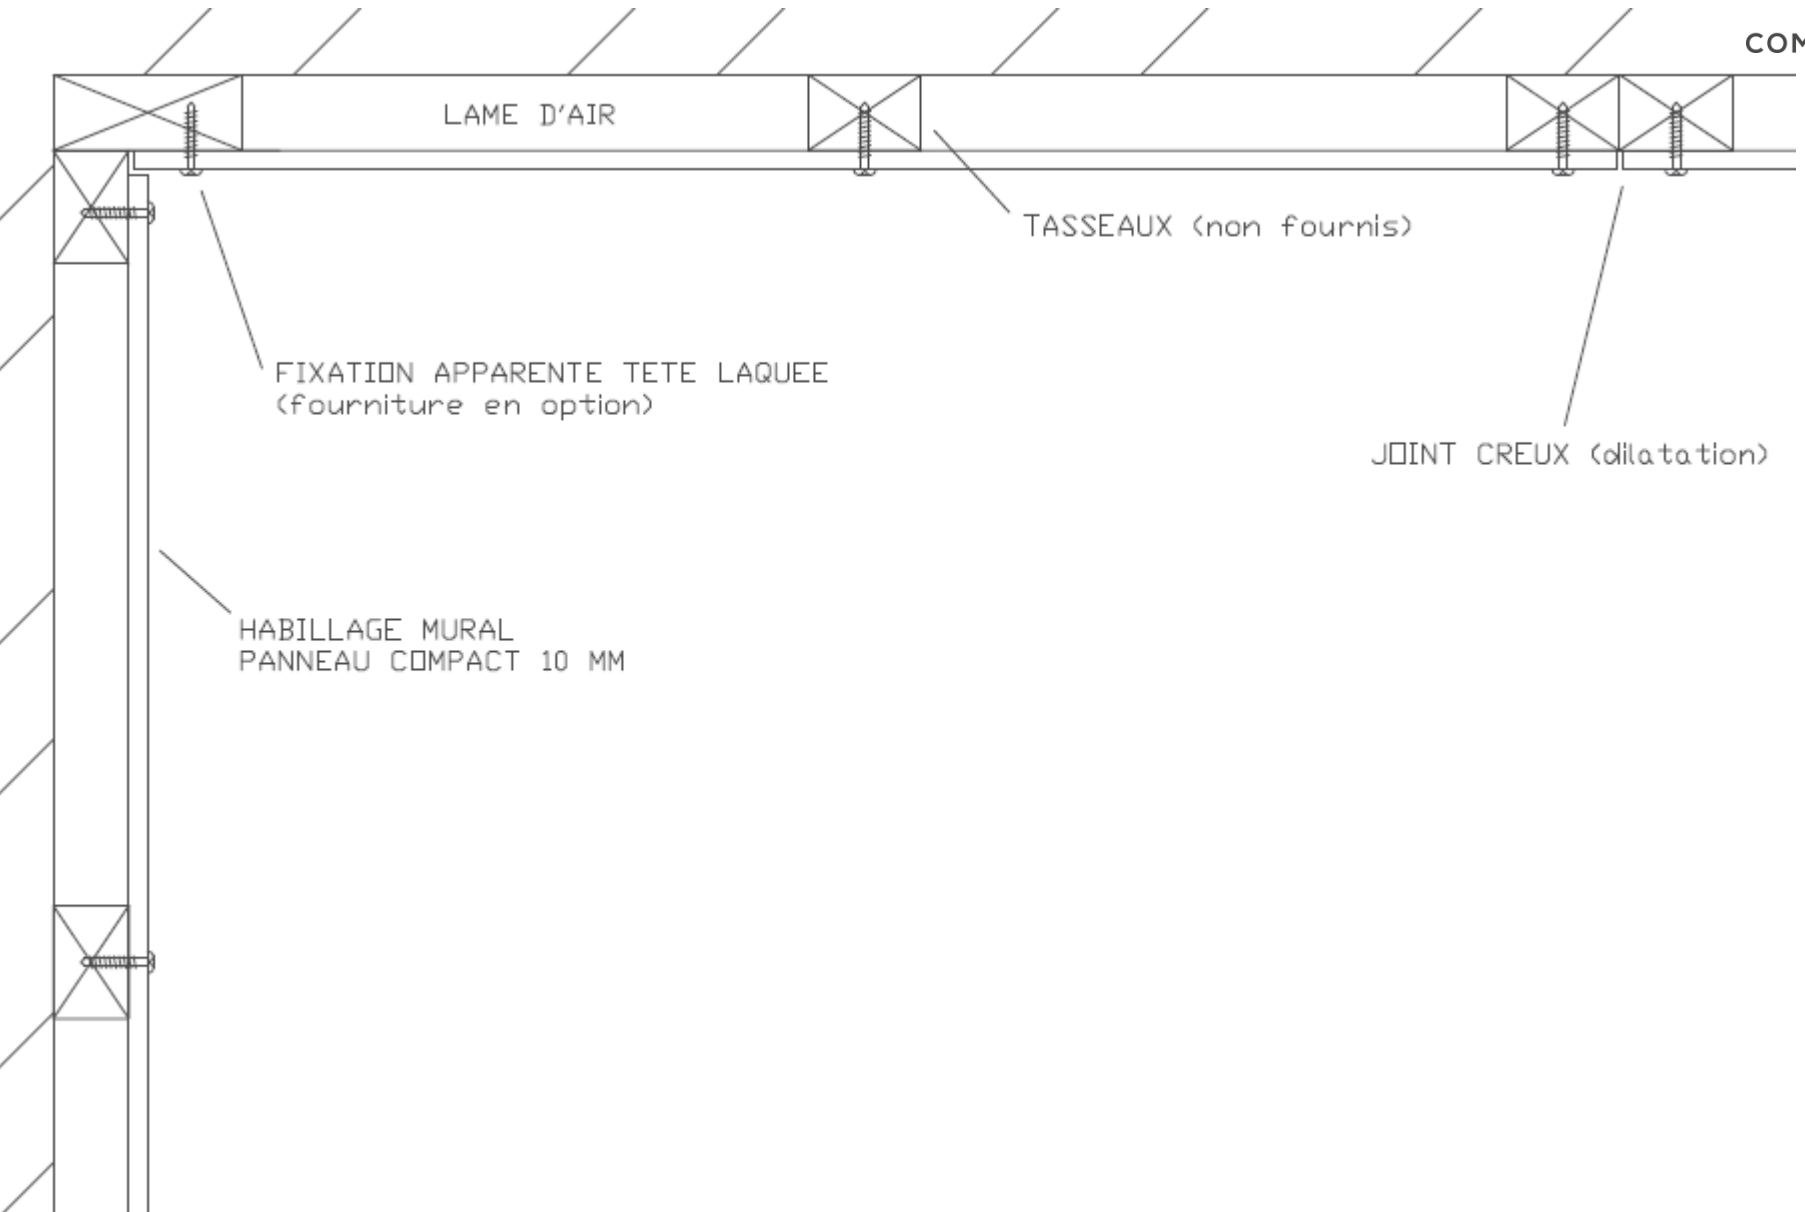 COM
LAME D'AIR
TASSEAUX (non fournis)
FIXATION APPARENTE TETE LAQUEE
(fourniture en option)
JOINT CREUX (dilatation)
HABILLAGE MURAL
PANNEAU COMPACT 10 MM